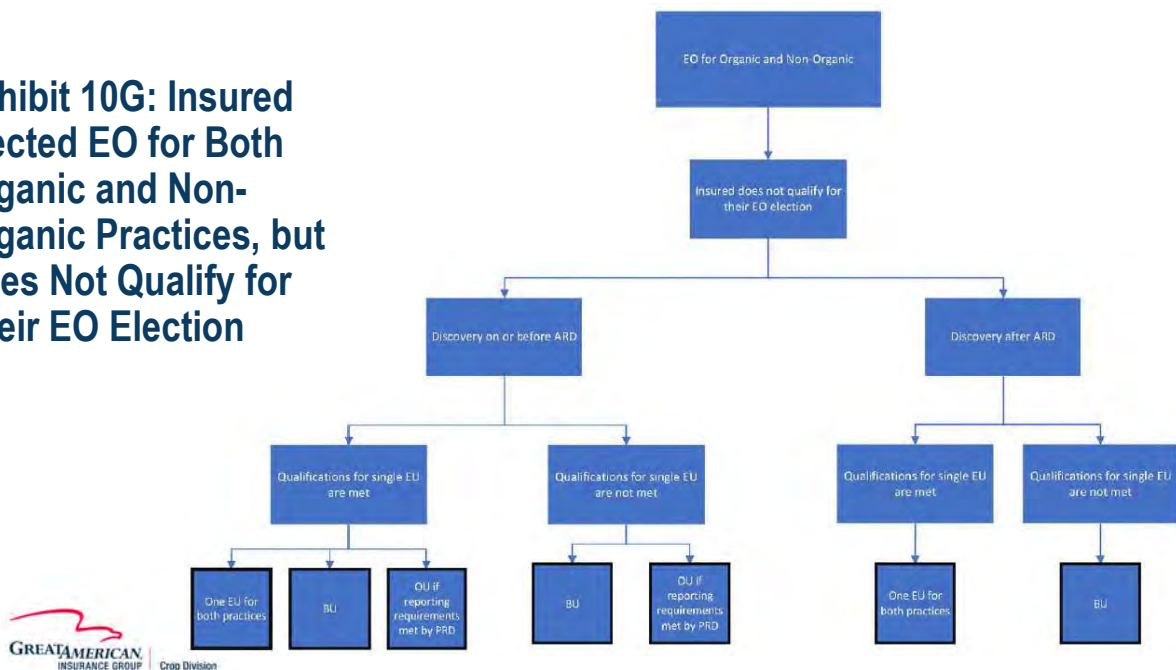 hibit 10G: Insured
ected EO for Both
ganic and Non-
ganic Practices, but
es Not Qualify for
eir EO Election
EO for Organic and Non-Organic
Insured does not qualify for
their EO election
Discovery on or before ARD
Discovery after ARD
Qualifications for single EU
are met
Qualifications for single EU
are not met
Qualifications for single EU
are met
Qualifications for single EU
are not met
One EU for
both practices
BU
OU if
reporting
requirements
met by PRD
BU
OU if
reporting
requirements
met by PRD
One EU for
both practices
BU
GREATAMERICAN
INSURANCE GROUP
Crop Division